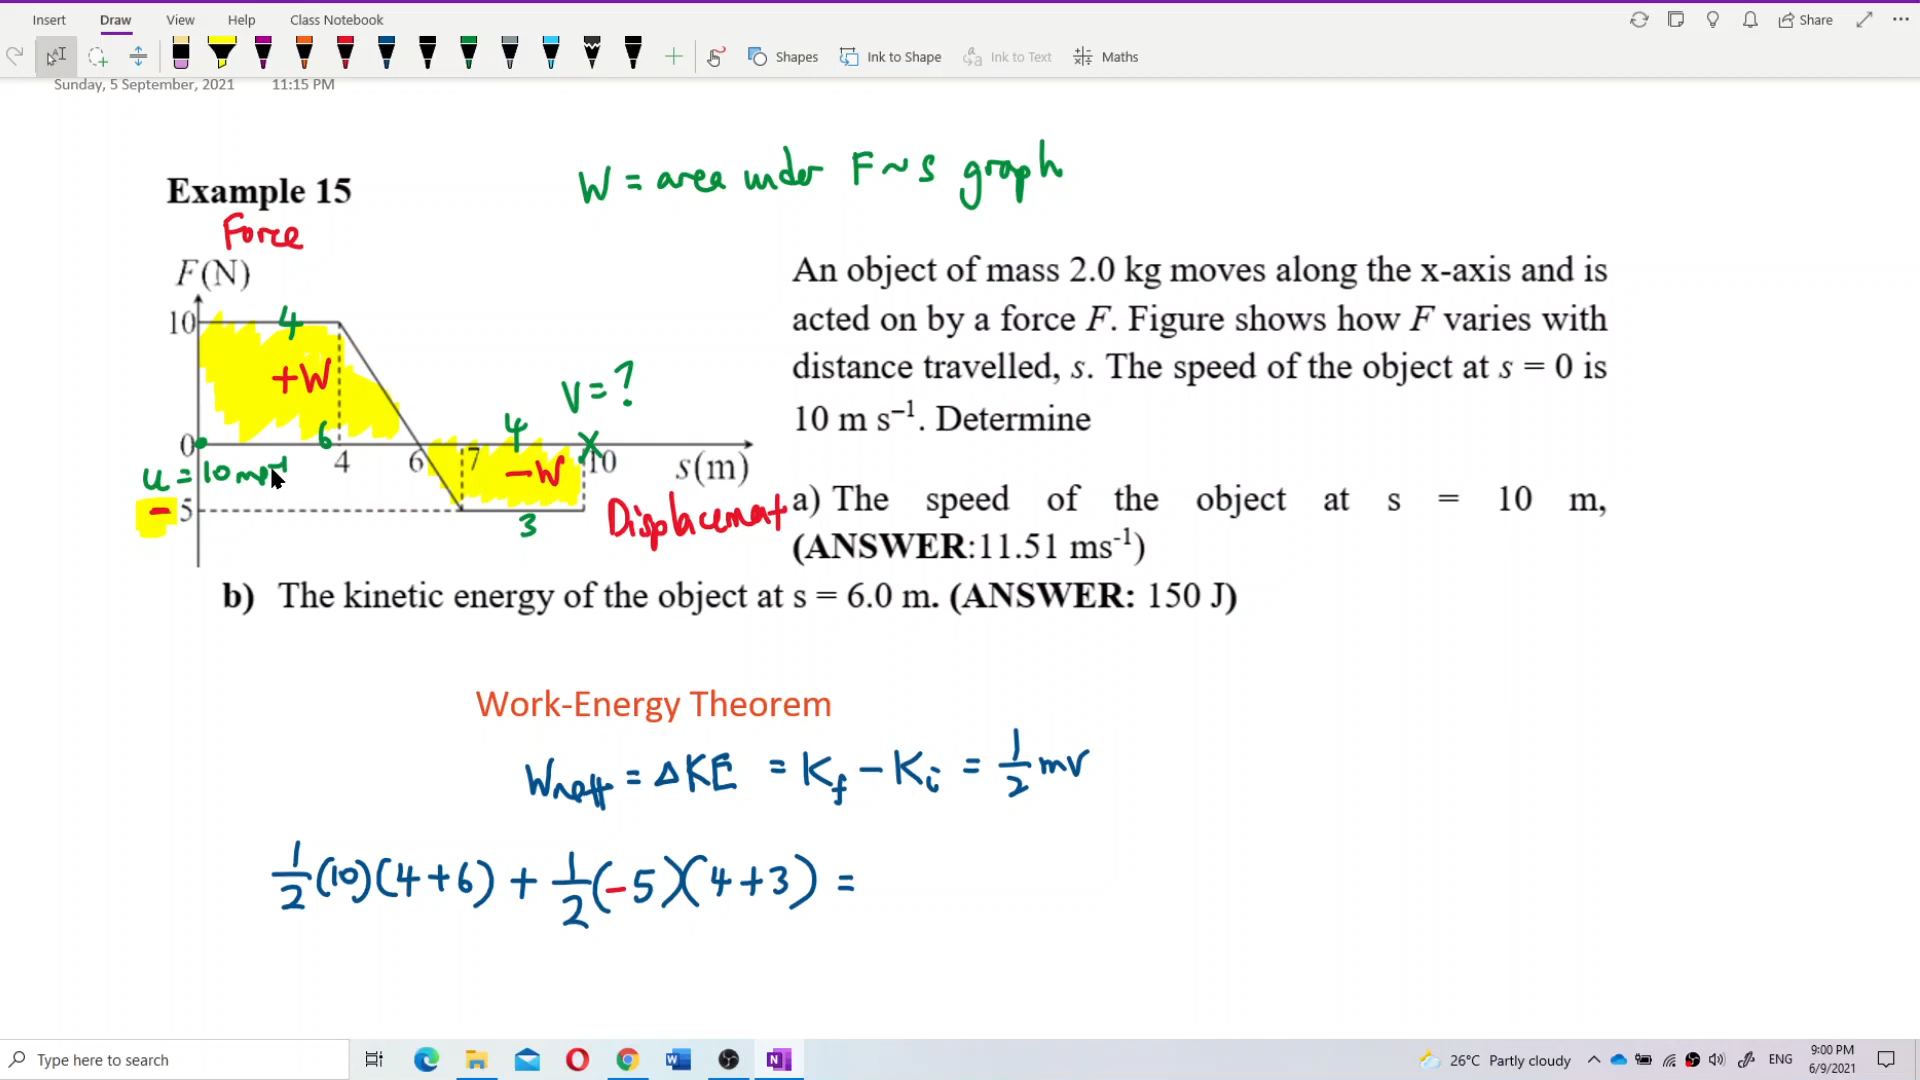 Insert Draw View Help Class Notebook Share
Shapes Ink to Shape Ink to Text Maths
Sunday, 5 September, 2021 11:15 PM
W = area under F ~ s graph
Example 15
Force
F(N)
10
4
+W
V = ?
0
6
4
4 6 7 10 s(m)
-W
u = 10
- 5
3
Displacement
An object of mass 2.0 kg moves along the x-axis and is
acted on by a force F. Figure shows how F varies with
distance travelled, s. The speed of the object at s = 0 is
10 m s⁻¹. Determine
a) The speed of the object at s = 10 m,
(ANSWER:11.51 ms⁻¹)
b) The kinetic energy of the object at s = 6.0 m. (ANSWER: 150 J)
Work-Energy Theorem
Wnett = ΔKE = Kf − Ki = 1/2 mv
1/2 (10)(4+6) + 1/2 (-5)(4+3) =
Type here to search
26°C Partly cloudy ENG 9:00 PM
6/9/2021